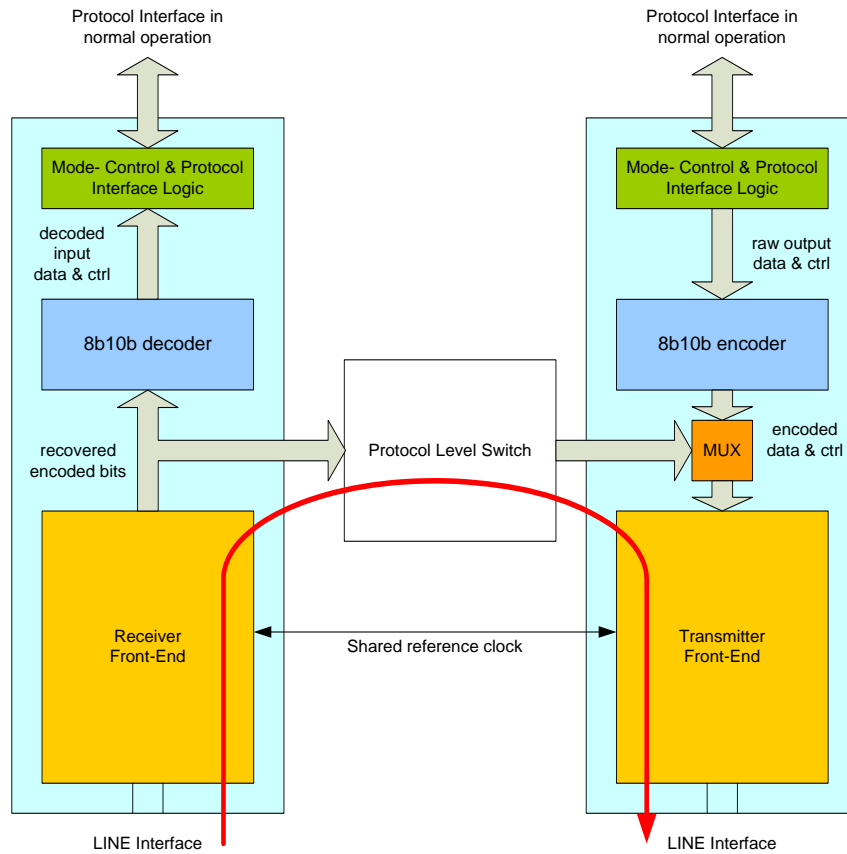 Protocol Interface in
normal operation
Protocol Interface in
normal operation
Mode- Control & Protocol
Interface Logic
Mode- Control & Protocol
Interface Logic
decoded
input
data & ctrl
raw output
data & ctrl
8b10b decoder
8b10b encoder
recovered
encoded bits
Protocol Level Switch
MUX
encoded
data & ctrl
Receiver
Front-End
Shared reference clock
Transmitter
Front-End
LINE Interface
LINE Interface